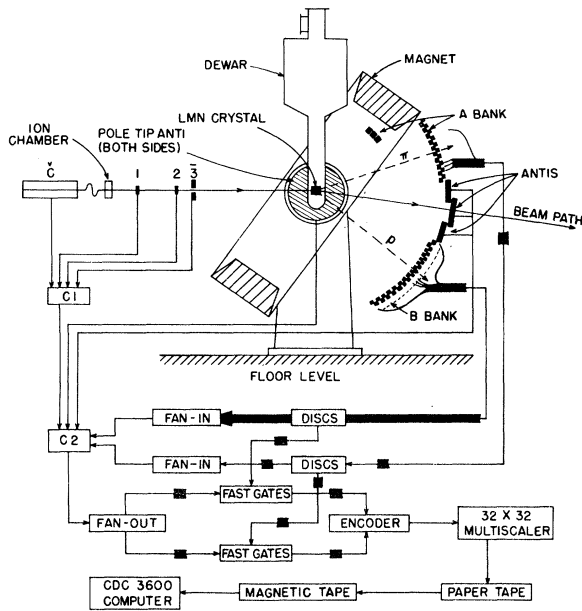 DEWAR
MAGNET
A BANK
LMN CRYSTAL
ION
CHAMBER
POLE TIP ANTI
(BOTH SIDES)
Č
1
2
3̅
π
ANTIS
BEAM PATH
p
B BANK
C1
FLOOR LEVEL
FAN-IN
DISCS
C2
FAN-IN
DISCS
FAST GATES
FAN-OUT
ENCODER
32 X 32
MULTISCALER
FAST GATES
CDC 3600
COMPUTER
MAGNETIC TAPE
PAPER TAPE